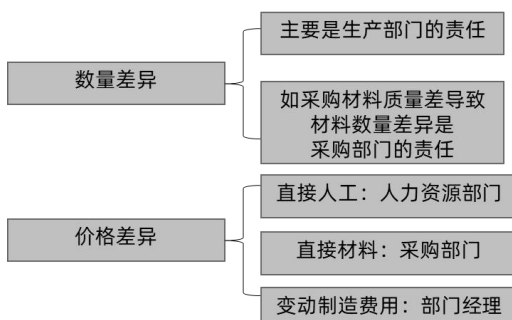 数量差异
主要是生产部门的责任
如采购材料质量差导致
材料数量差异是
采购部门的责任
价格差异
直接人工：人力资源部门
直接材料：采购部门
变动制造费用：部门经理